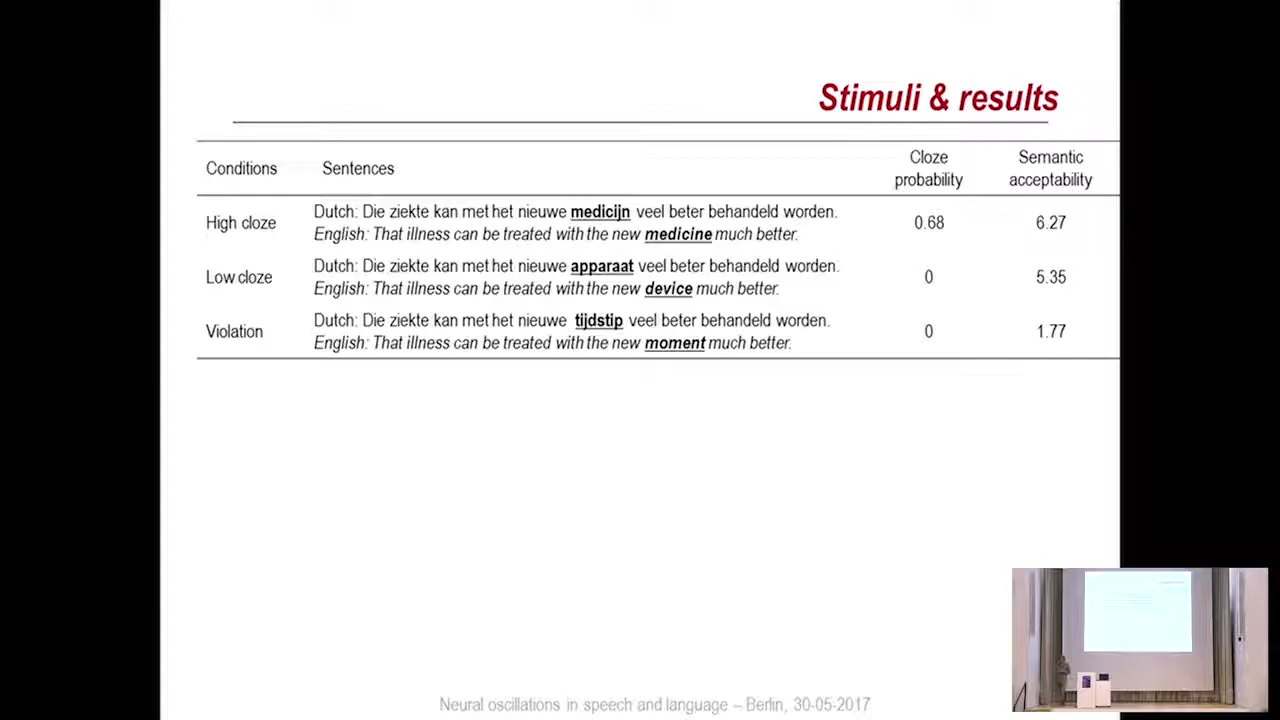 Stimuli & results
Conditions Sentences Cloze probability Semantic acceptability
High cloze Dutch: Die ziekte kan met het nieuwe medicijn veel beter behandeld worden. 0.68 6.27
English: That illness can be treated with the new medicine much better.
Low cloze Dutch: Die ziekte kan met het nieuwe apparaat veel beter behandeld worden. 0 5.35
English: That illness can be treated with the new device much better.
Violation Dutch: Die ziekte kan met het nieuwe tijdstip veel beter behandeld worden. 0 1.77
English: That illness can be treated with the new moment much better.
Neural oscillations in speech and language – Berlin, 30-05-2017